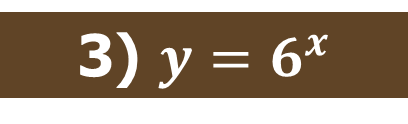 3) y = 6ˣ